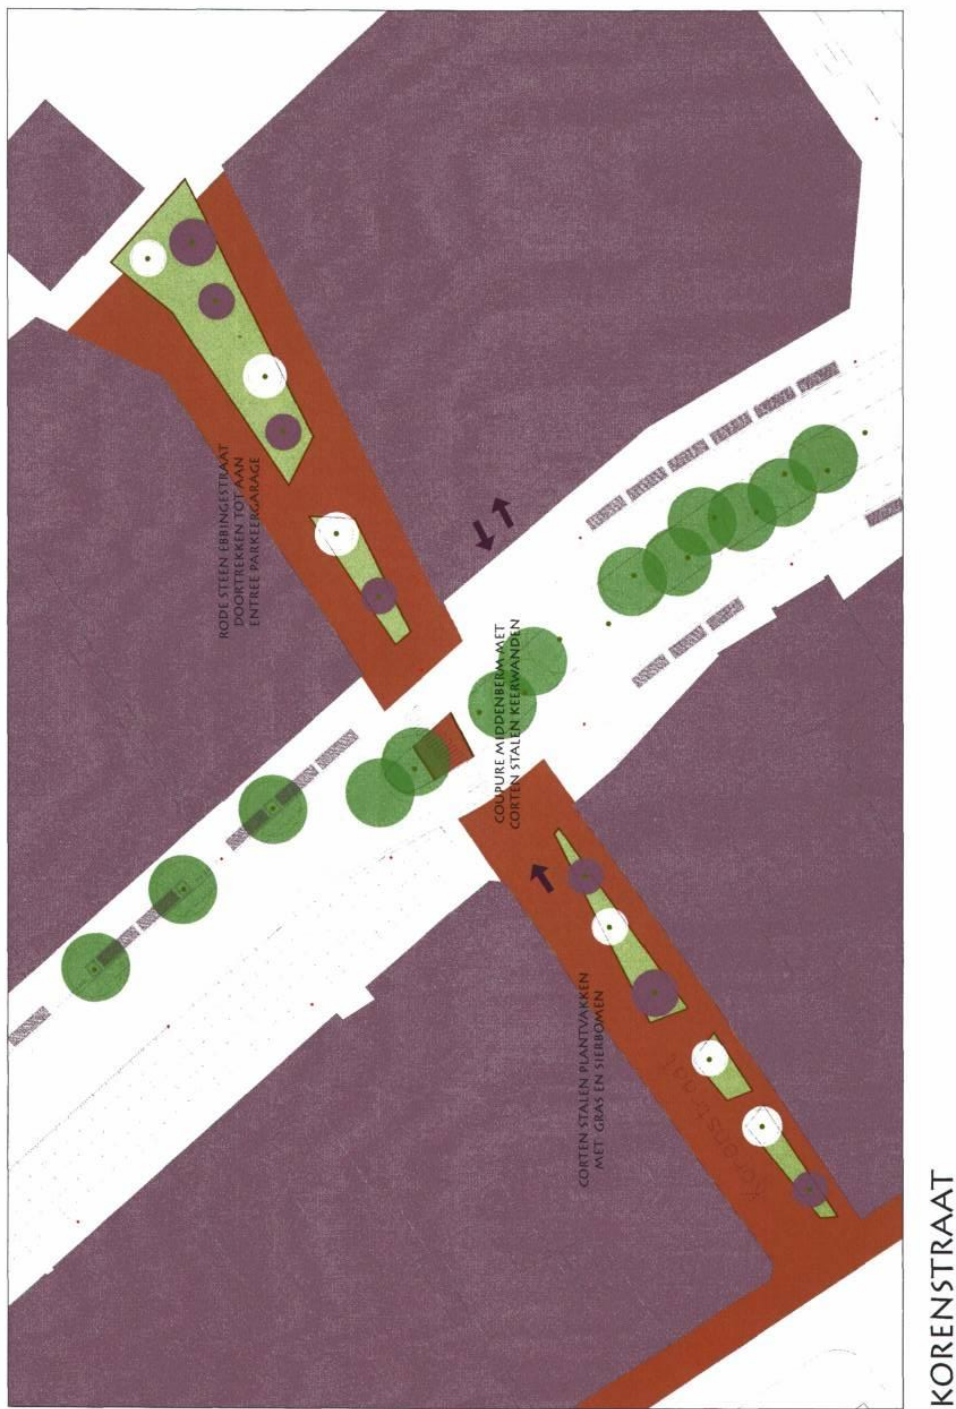 RODE STEEN EBBINGESTRAAT
DOORTREKKEN TOT AAN
ENTREE PARKEERGARAGE
COUPURE MIDDENBERM MET
CORTEN STALEN KEERWANDEN
CORTEN STALEN PLANTVAKKEN
MET GRAS EN SIERBOMEN
Korenstraat
KORENSTRAAT